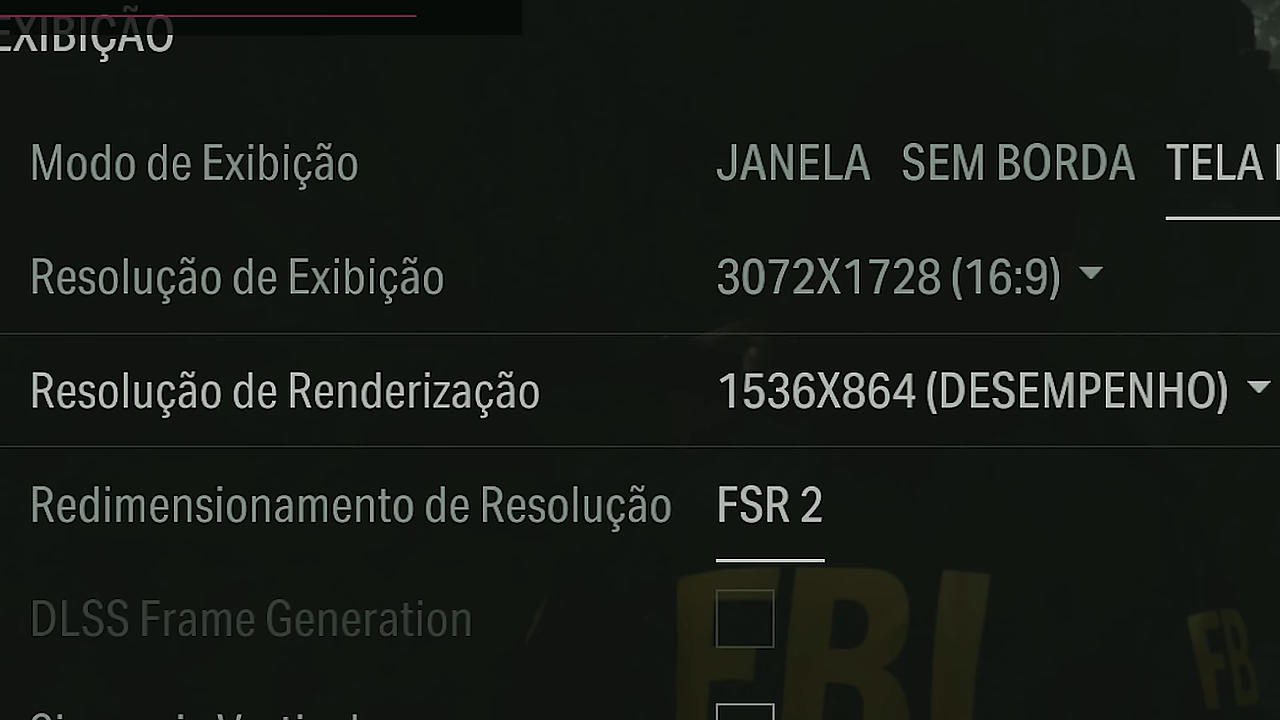 EXIBIÇÃO
Modo de Exibição JANELA SEM BORDA TELA
Resolução de Exibição 3072X1728 (16:9)
Resolução de Renderização 1536X864 (DESEMPENHO)
Redimensionamento de Resolução FSR 2
DLSS Frame Generation
FBI
FB